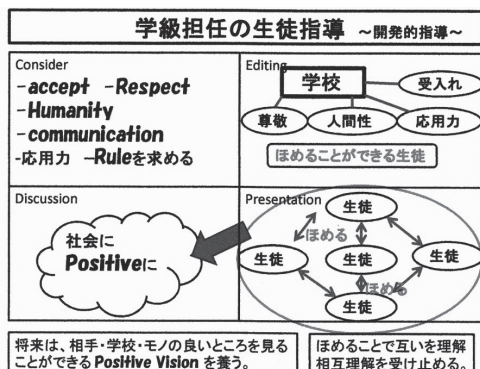 学級担任の生徒指導 ～開発的指導～
Consider
-accept -Respect
-Humanity
-communication
-応用力 -Ruleを求める
Editing
学校
受入れ
尊敬
人間性
応用力
ほめることができる生徒
Discussion
社会に
Positiveに
Presentation
生徒
ほめる
生徒
生徒
生徒
ほめる
生徒
将来は、相手・学校・モノの良いところを見る
ことができる Positive Vision を養う。
ほめることで互いを理解
相互理解を受け止める。